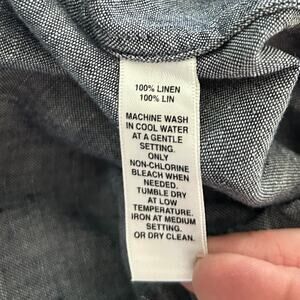 100% LINEN
100% LIN
MACHINE WASH
IN COOL WATER
AT A GENTLE
SETTING.
ONLY
NON-CHLORINE
BLEACH WHEN
NEEDED.
TUMBLE DRY
AT LOW
TEMPERATURE.
IRON AT MEDIUM
SETTING.
OR DRY CLEAN.